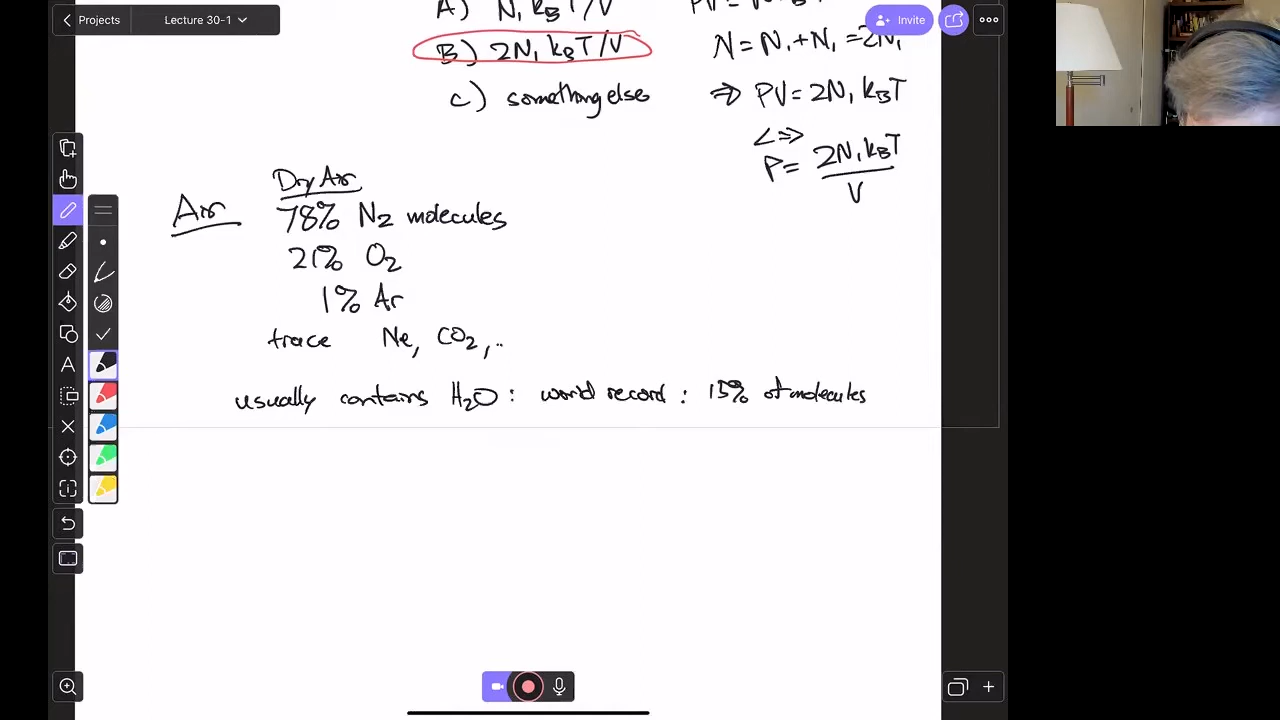 Projects
Lecture 30-1
Invite
A) N₁ k_B T/V
B) 2N₁ k_B T/V
N = N₁ + N₁ = 2N₁
c) something else
⇒ PV = 2N₁ k_B T
<=>
P = 2N₁ k_B T / V
Dry Air
Air
78% N₂ molecules
21% O₂
1% Ar
trace Ne, CO₂, ..
usually contains H₂O : world record : 15% of molecules